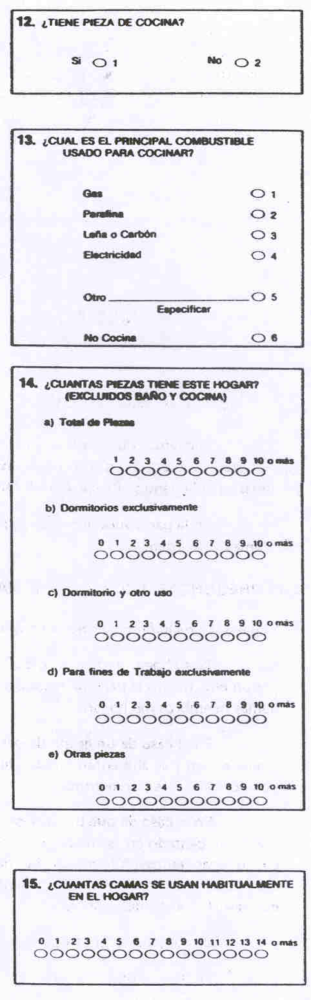 12. ¿TIENE PIEZA DE COCINA?
Si 1 No 2
13. ¿CUAL ES EL PRINCIPAL COMBUSTIBLE
USADO PARA COCINAR?
Gas 1
Parafina 2
Leña o Carbón 3
Electricidad 4
Otro 5
Especificar
No Cocina 6
14. ¿CUANTAS PIEZAS TIENE ESTE HOGAR?
(EXCLUIDOS BAÑO Y COCINA)
a) Total de Piezas
1 2 3 4 5 6 7 8 9 10 o más
b) Dormitorios exclusivamente
0 1 2 3 4 5 6 7 8 9 10 o más
c) Dormitorio y otro uso
0 1 2 3 4 5 6 7 8 9 10 o más
d) Para fines de Trabajo exclusivamente
0 1 2 3 4 5 6 7 8 9 10 o más
e) Otras piezas
0 1 2 3 4 5 6 7 8 9 10 o más
15. ¿CUANTAS CAMAS SE USAN HABITUALMENTE
EN EL HOGAR?
0 1 2 3 4 5 6 7 8 9 10 11 12 13 14 o más